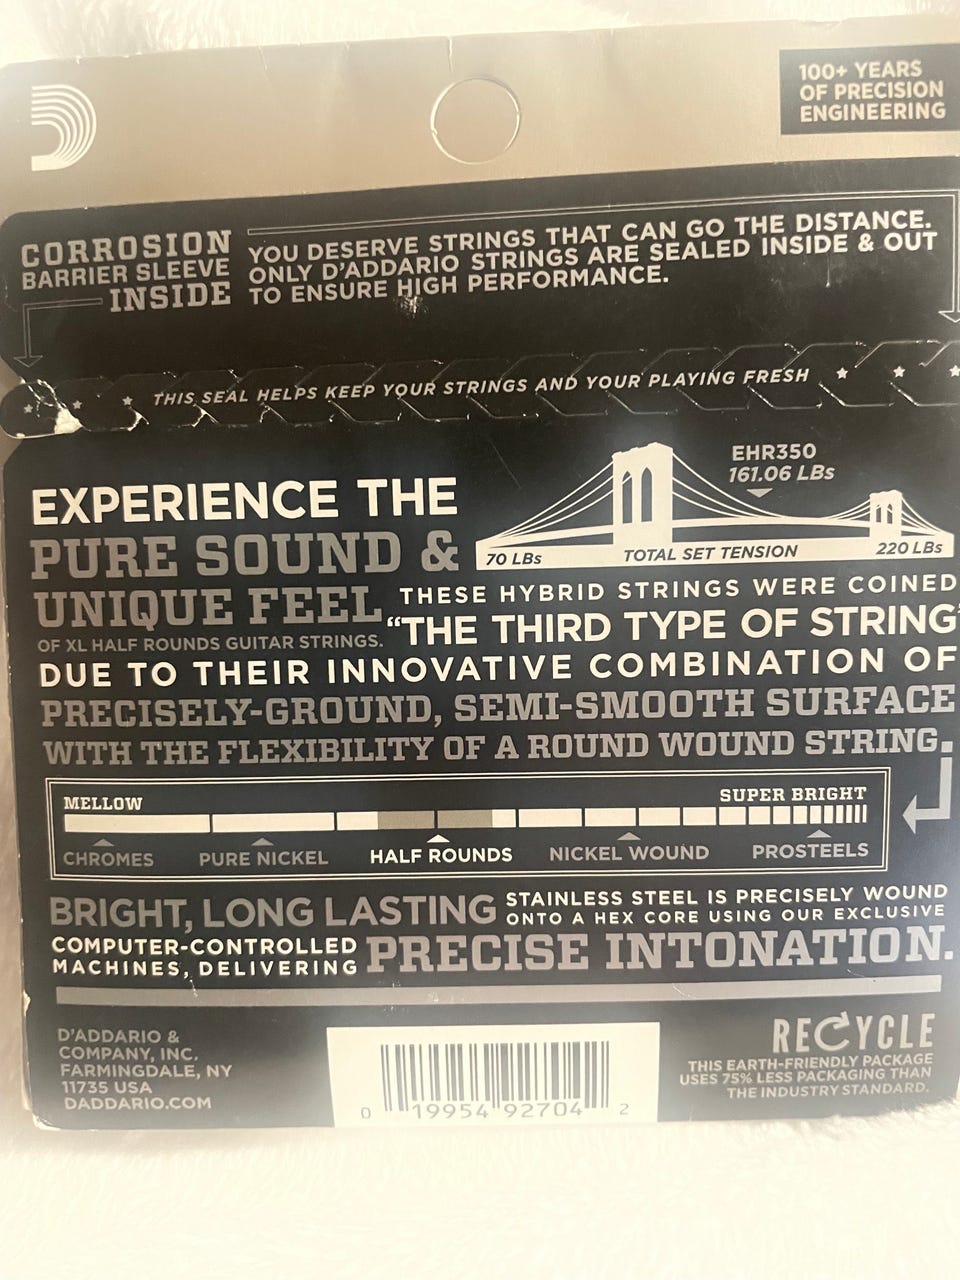 100+ YEARS
OF PRECISION
ENGINEERING
CORROSION
BARRIER SLEEVE
INSIDE
YOU DESERVE STRINGS THAT CAN GO THE DISTANCE.
ONLY D'ADDARIO STRINGS ARE SEALED INSIDE & OUT
TO ENSURE HIGH PERFORMANCE.
THIS SEAL HELPS KEEP YOUR STRINGS AND YOUR PLAYING FRESH
EHR350
161.06 LBs
70 LBs
TOTAL SET TENSION
220 LBs
EXPERIENCE THE
PURE SOUND &
UNIQUE FEEL
OF XL HALF ROUNDS GUITAR STRINGS.
THESE HYBRID STRINGS WERE COINED
"THE THIRD TYPE OF STRING"
DUE TO THEIR INNOVATIVE COMBINATION OF
PRECISELY-GROUND, SEMI-SMOOTH SURFACE
WITH THE FLEXIBILITY OF A ROUND WOUND STRING.
MELLOW
SUPER BRIGHT
CHROMES
PURE NICKEL
HALF ROUNDS
NICKEL WOUND
PROSTEELS
BRIGHT, LONG LASTING
STAINLESS STEEL IS PRECISELY WOUND
ONTO A HEX CORE USING OUR EXCLUSIVE
COMPUTER-CONTROLLED
MACHINES, DELIVERING
PRECISE INTONATION.
D'ADDARIO &
COMPANY, INC.
FARMINGDALE, NY
11735 USA
DADDARIO.COM
0 19954 92704 2
RECYCLE
THIS EARTH-FRIENDLY PACKAGE
USES 75% LESS PACKAGING THAN
THE INDUSTRY STANDARD.